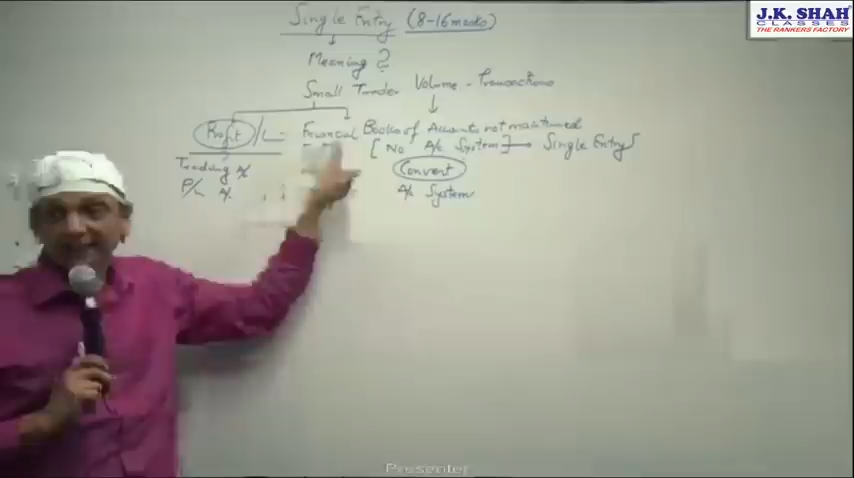 Single Entry (8-16 marks)
J.K. SHAH
CLASSES
THE RANKERS FACTORY
Meaning ?
Small Trader Volume - Transactions
Profit / L - Financial Books of Accounts not maintained
[ No A/c System ] → Single Entry
Trading A/c
Convert
P/L A/c
A/c System
Presenter